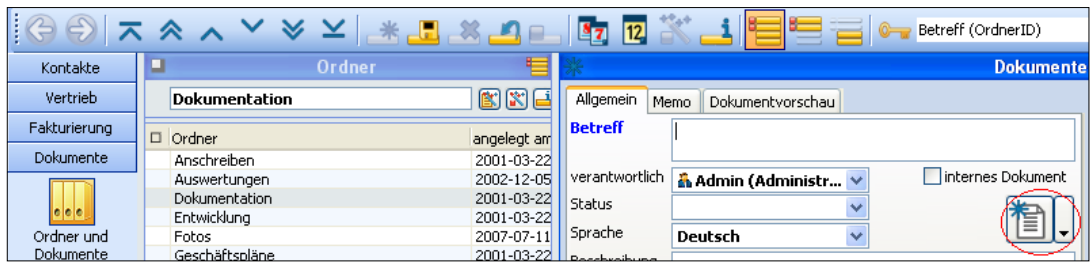 Betreff (OrdnerID)
Kontakte
Vertrieb
Fakturierung
Dokumente
Ordner und
Dokumente
Ordner
Dokumentation
Ordner angelegt am
Anschreiben 2001-03-22
Auswertungen 2002-12-05
Dokumentation 2001-03-22
Entwicklung 2001-03-22
Fotos 2007-07-11
Geschäftspläne 2001-03-22
Dokumente
Allgemein Memo Dokumentvorschau
Betreff
verantwortlich Admin (Administr... internes Dokument
Status
Sprache Deutsch
Beschreibung
7
12